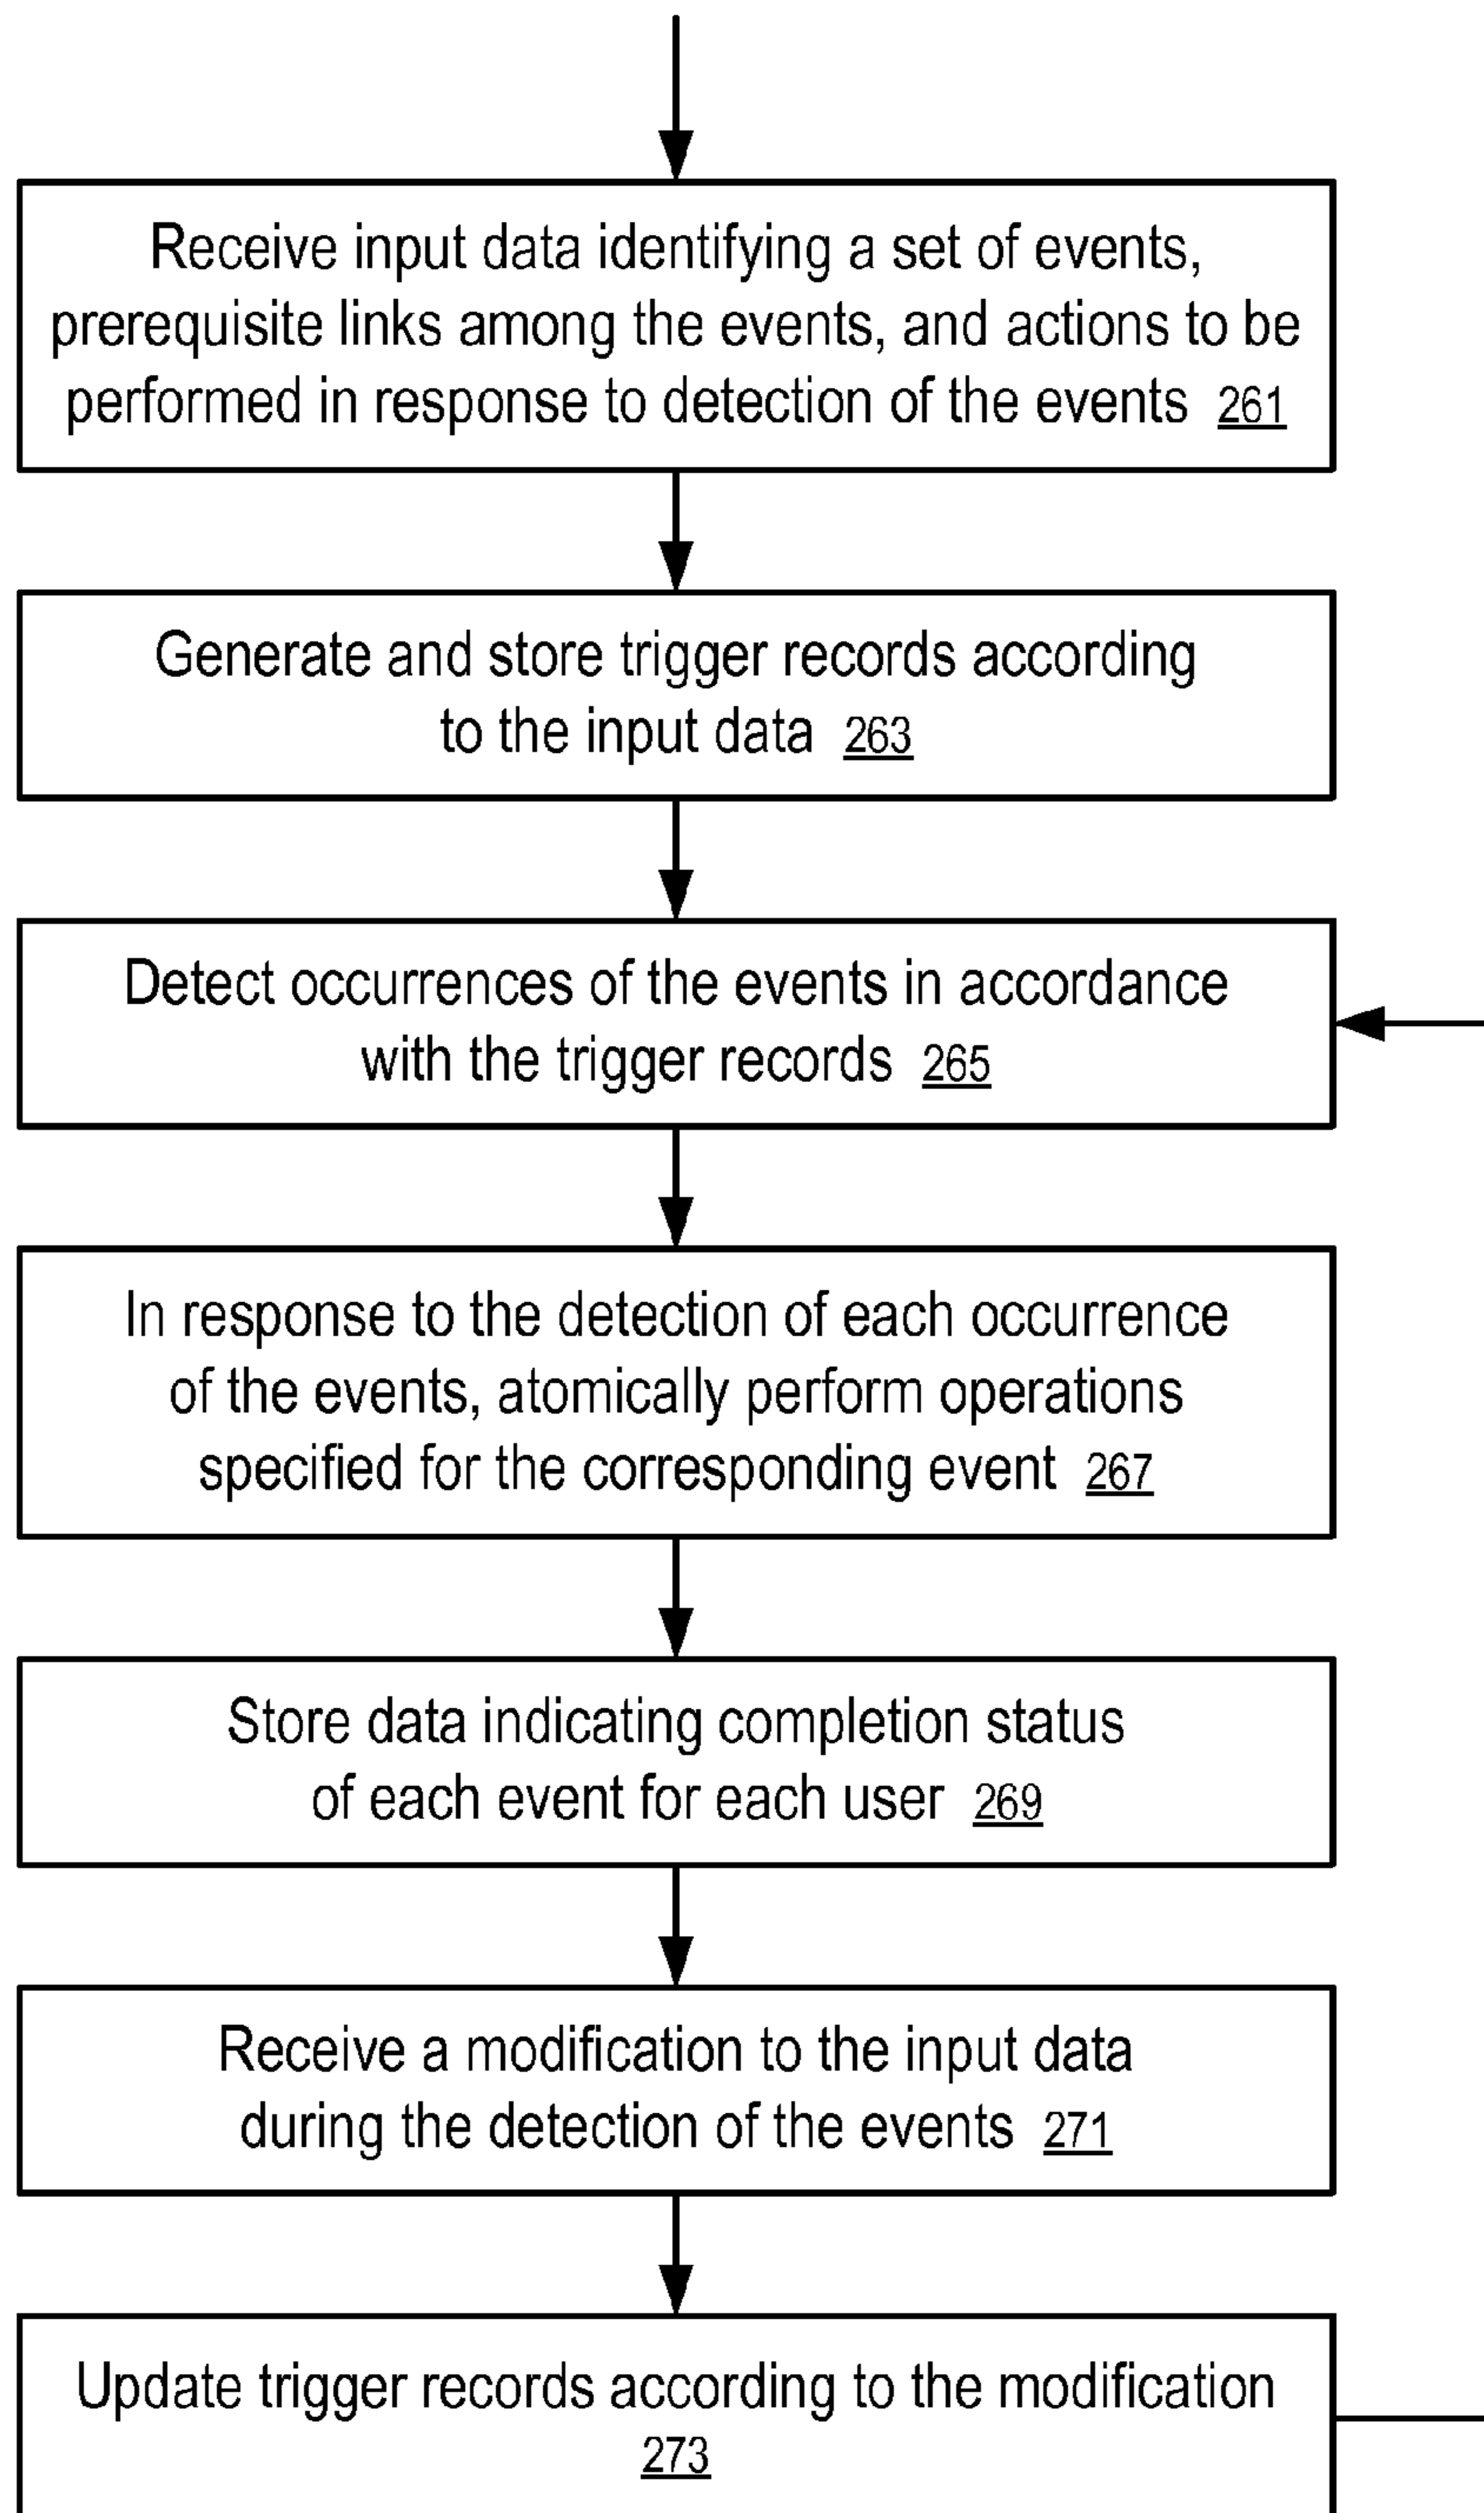 Receive input data identifying a set of events,
prerequisite links among the events, and actions to be
performed in response to detection of the events 261
Generate and store trigger records according
to the input data 263
Detect occurrences of the events in accordance
with the trigger records 265
In response to the detection of each occurrence
of the events, atomically perform operations
specified for the corresponding event 267
Store data indicating completion status
of each event for each user 269
Receive a modification to the input data
during the detection of the events 271
Update trigger records according to the modification
273